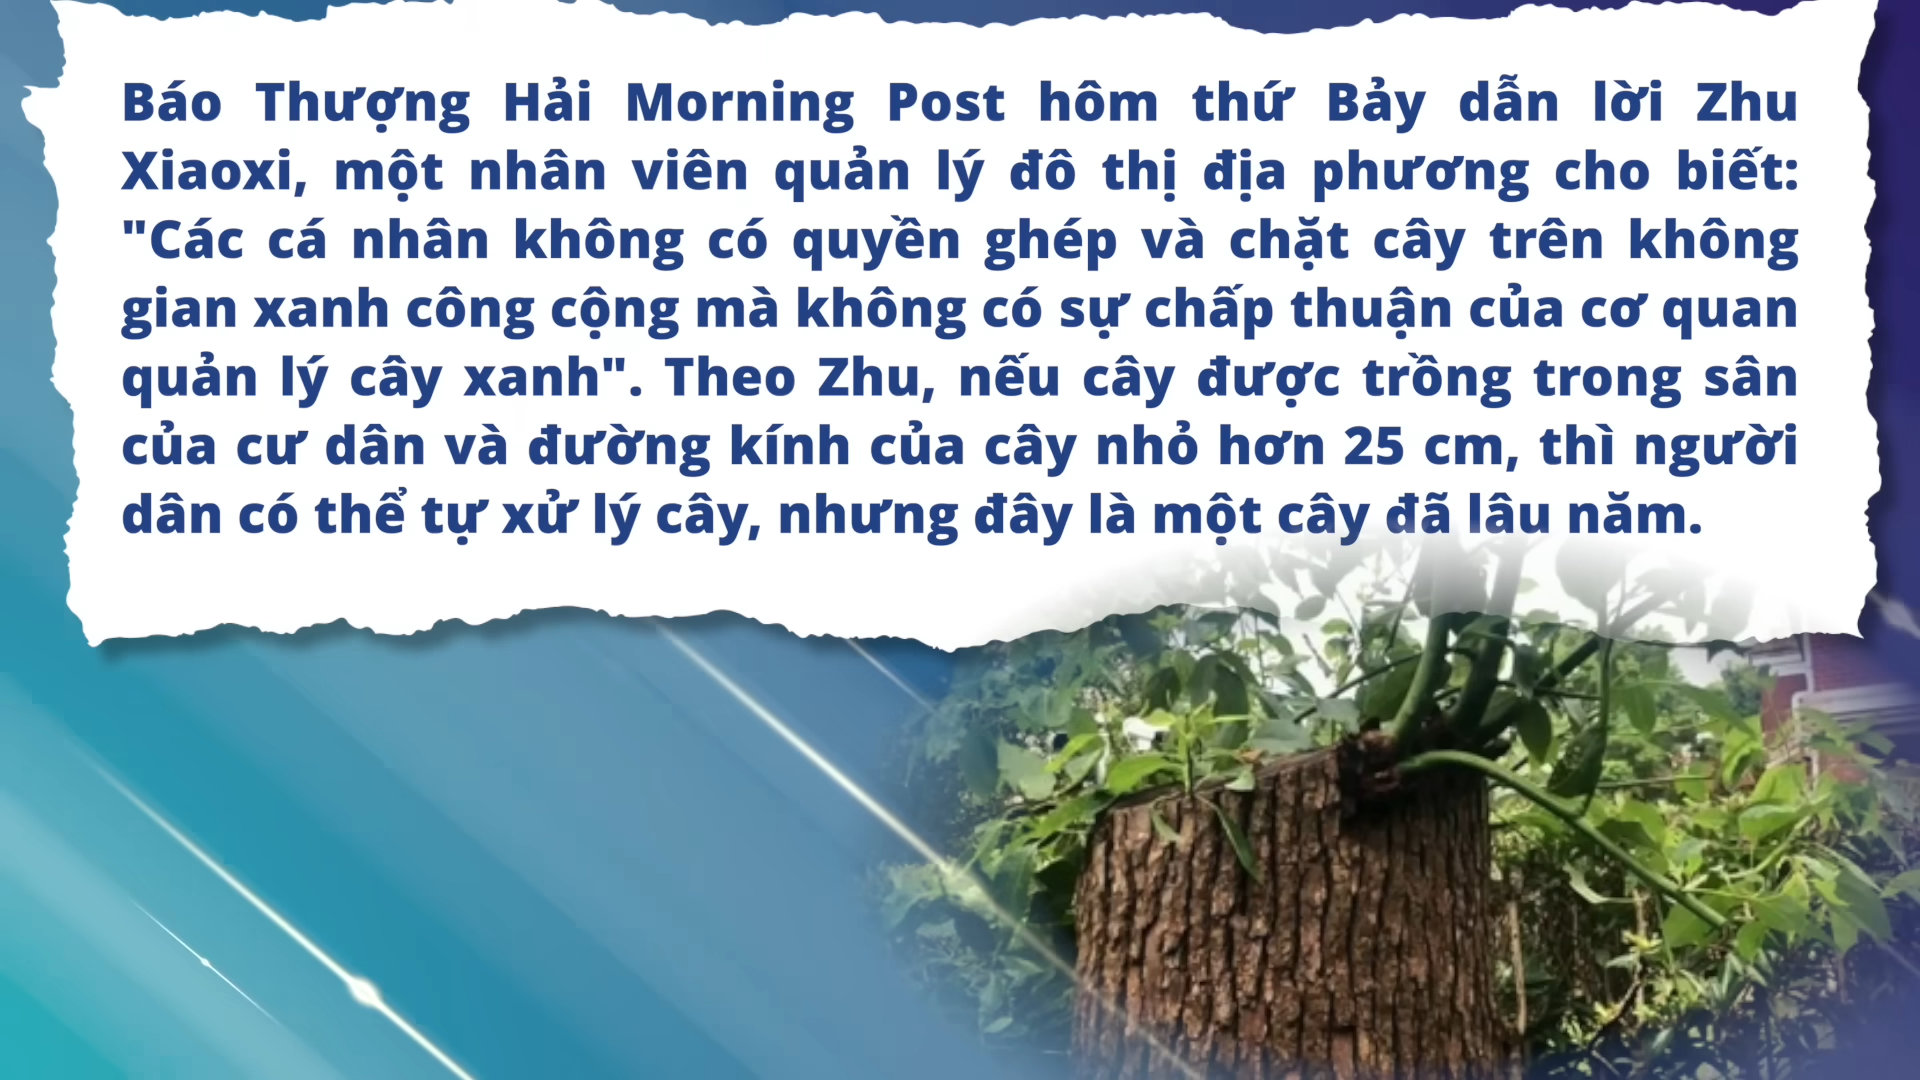 Báo Thượng Hải Morning Post hôm thứ Bảy dẫn lời Zhu
Xiaoxi, một nhân viên quản lý đô thị địa phương cho biết:
"Các cá nhân không có quyền ghép và chặt cây trên không
gian xanh công cộng mà không có sự chấp thuận của cơ quan
quản lý cây xanh". Theo Zhu, nếu cây được trồng trong sân
của cư dân và đường kính của cây nhỏ hơn 25 cm, thì người
dân có thể tự xử lý cây, nhưng đây là một cây đã lâu năm.